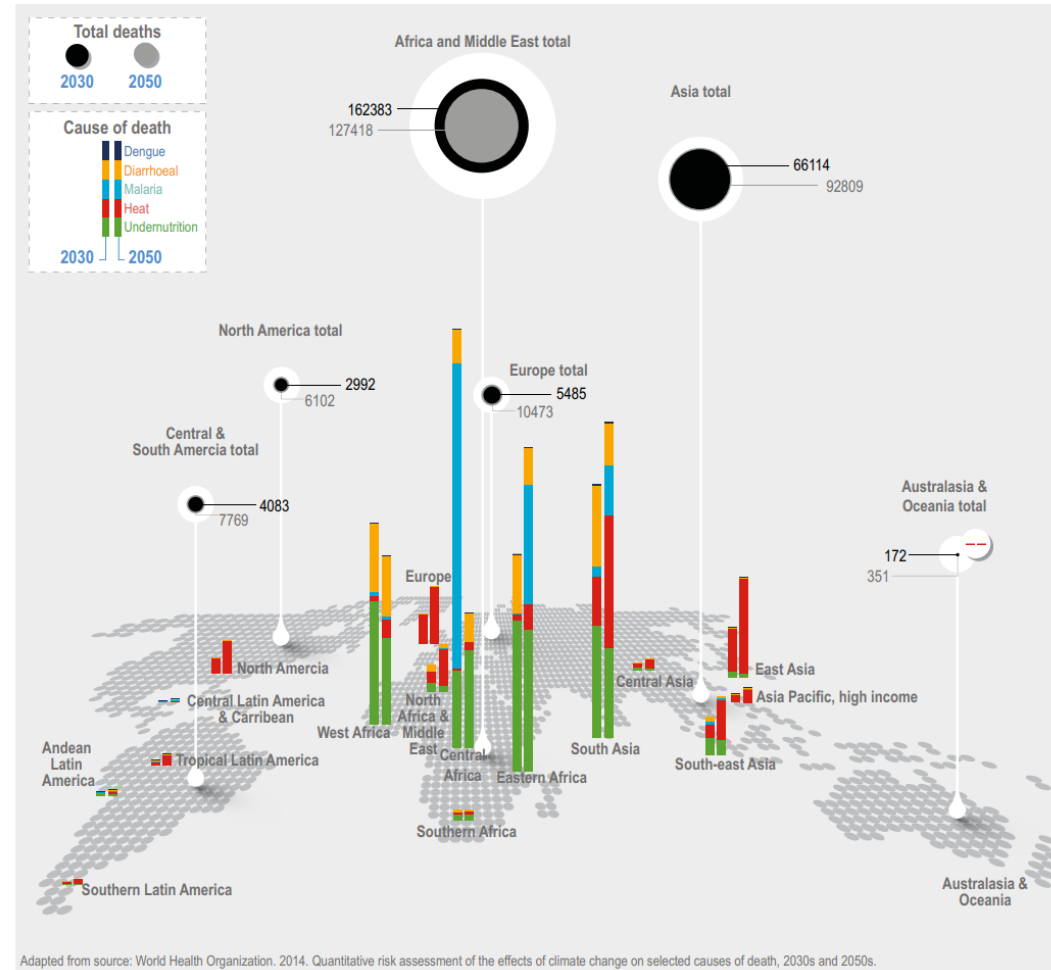 Total deaths
2030 2050
Cause of death
Dengue
Diarrhoeal
Malaria
Heat
Undernutrition
2030 2050
Africa and Middle East total
162383
127418
Asia total
66114
92809
North America total
2992
6102
Europe total
5485
10473
Central &
South Amercia total
4083
7769
Australasia &
Oceania total
172
351
Europe
North Amercia
Central Latin America
& Carribean
Andean
Latin
America
Tropical Latin America
Southern Latin America
West Africa
North
Africa &
Middle
East
Central
Africa
Eastern Africa
Southern Africa
South Asia
Central Asia
East Asia
Asia Pacific, high income
South-east Asia
Australasia &
Oceania
Adapted from source: World Health Organization. 2014. Quantitative risk assessment of the effects of climate change on selected causes of death, 2030s and 2050s.